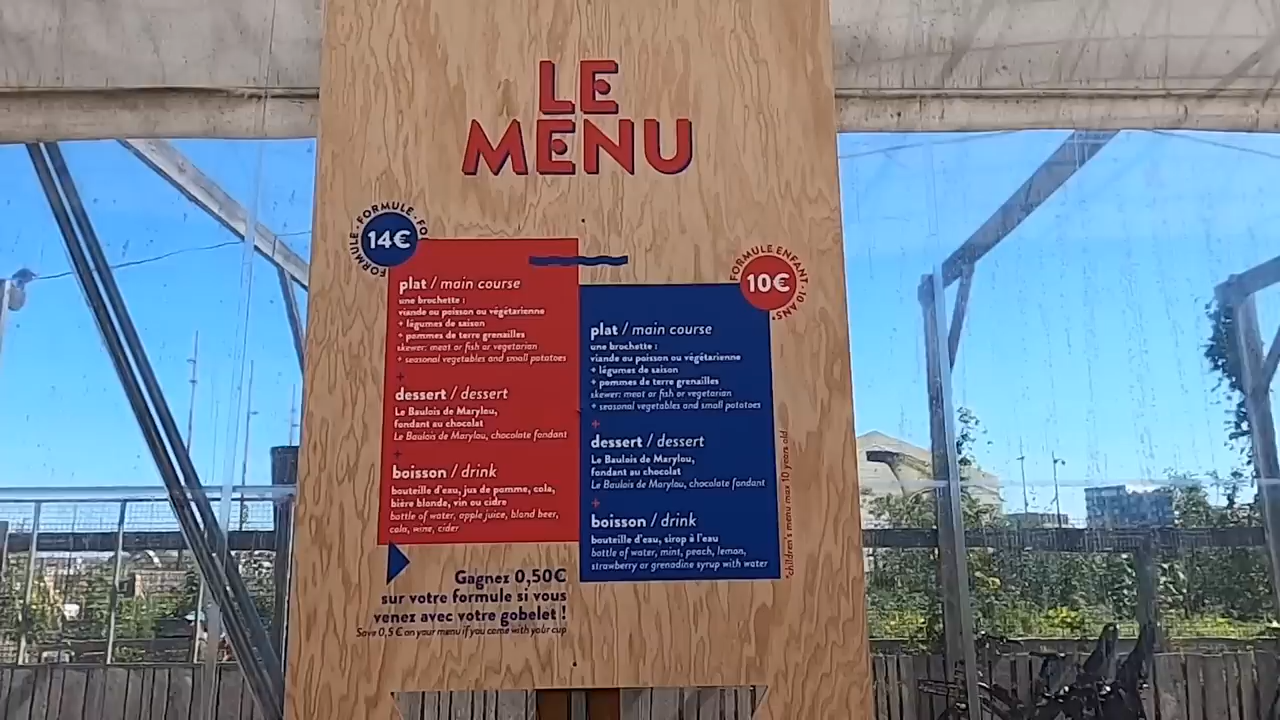 LE
MENU
FORMULE · FORMULE · FO
14€
plat / main course
une brochette :
viande ou poisson ou végétarienne
+ légumes de saison
+ pommes de terre grenailles
skewer: meat or fish or vegetarian
+ seasonal vegetables and small potatoes
+
dessert / dessert
Le Baulois de Marylou,
fondant au chocolat
Le Baulois de Marylou, chocolate fondant
+
boisson / drink
bouteille d'eau, jus de pomme, cola,
bière blonde, vin ou cidre
bottle of water, apple juice, blond beer,
cola, wine, cider
Gagnez 0,50€
sur votre formule si vous
venez avec votre gobelet !
Save 0,5 € on your menu if you come with your cup
FORMULE ENFANT -10 ANS*
10€
plat / main course
une brochette :
viande ou poisson ou végétarienne
+ légumes de saison
+ pommes de terre grenailles
skewer: meat or fish or vegetarian
+ seasonal vegetables and small potatoes
+
dessert / dessert
Le Baulois de Marylou,
fondant au chocolat
Le Baulois de Marylou, chocolate fondant
+
boisson / drink
bouteille d'eau, sirop à l'eau
bottle of water, mint, peach, lemon,
strawberry or grenadine syrup with water
*children's menu max 10 years old